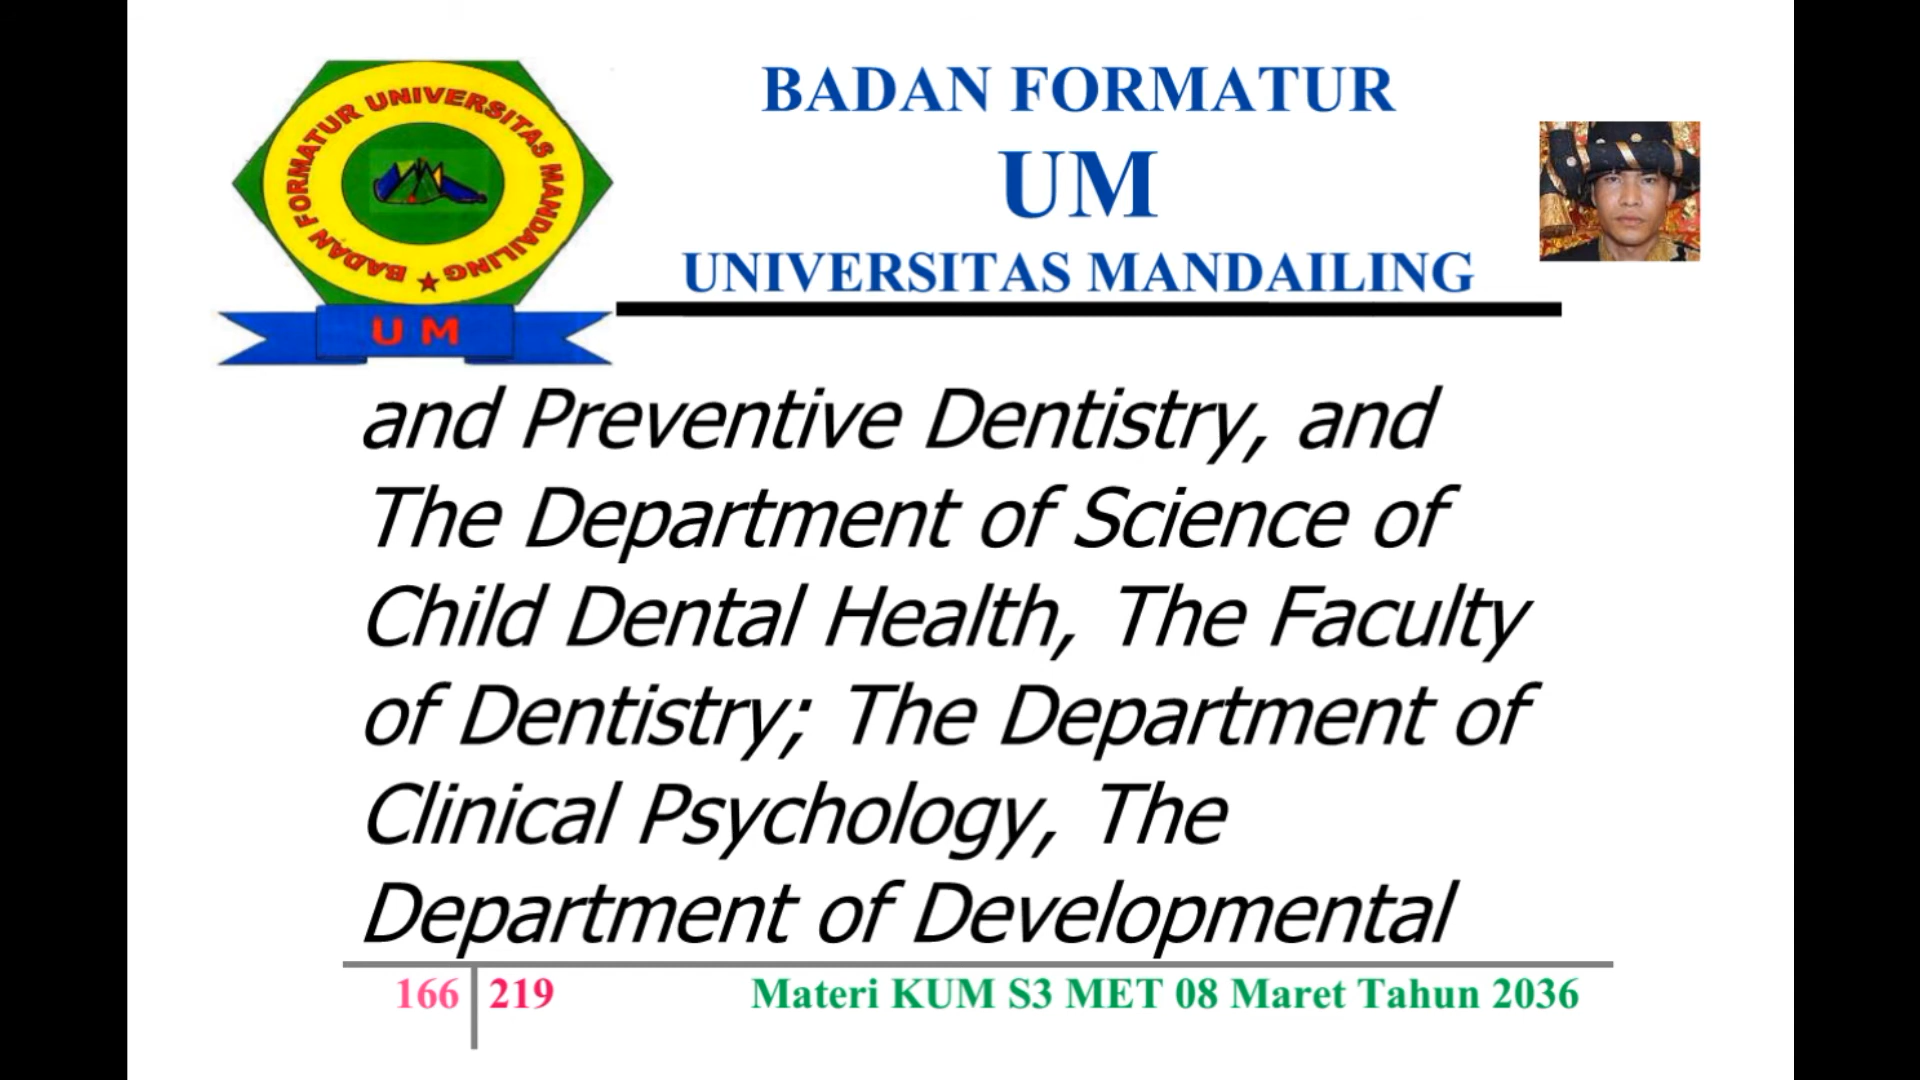 BADAN FORMATUR UNIVERSITAS MANDAILING
U M
BADAN FORMATUR
UM
UNIVERSITAS MANDAILING
and Preventive Dentistry, and
The Department of Science of
Child Dental Health, The Faculty
of Dentistry; The Department of
Clinical Psychology, The
Department of Developmental
166 219
Materi KUM S3 MET 08 Maret Tahun 2036